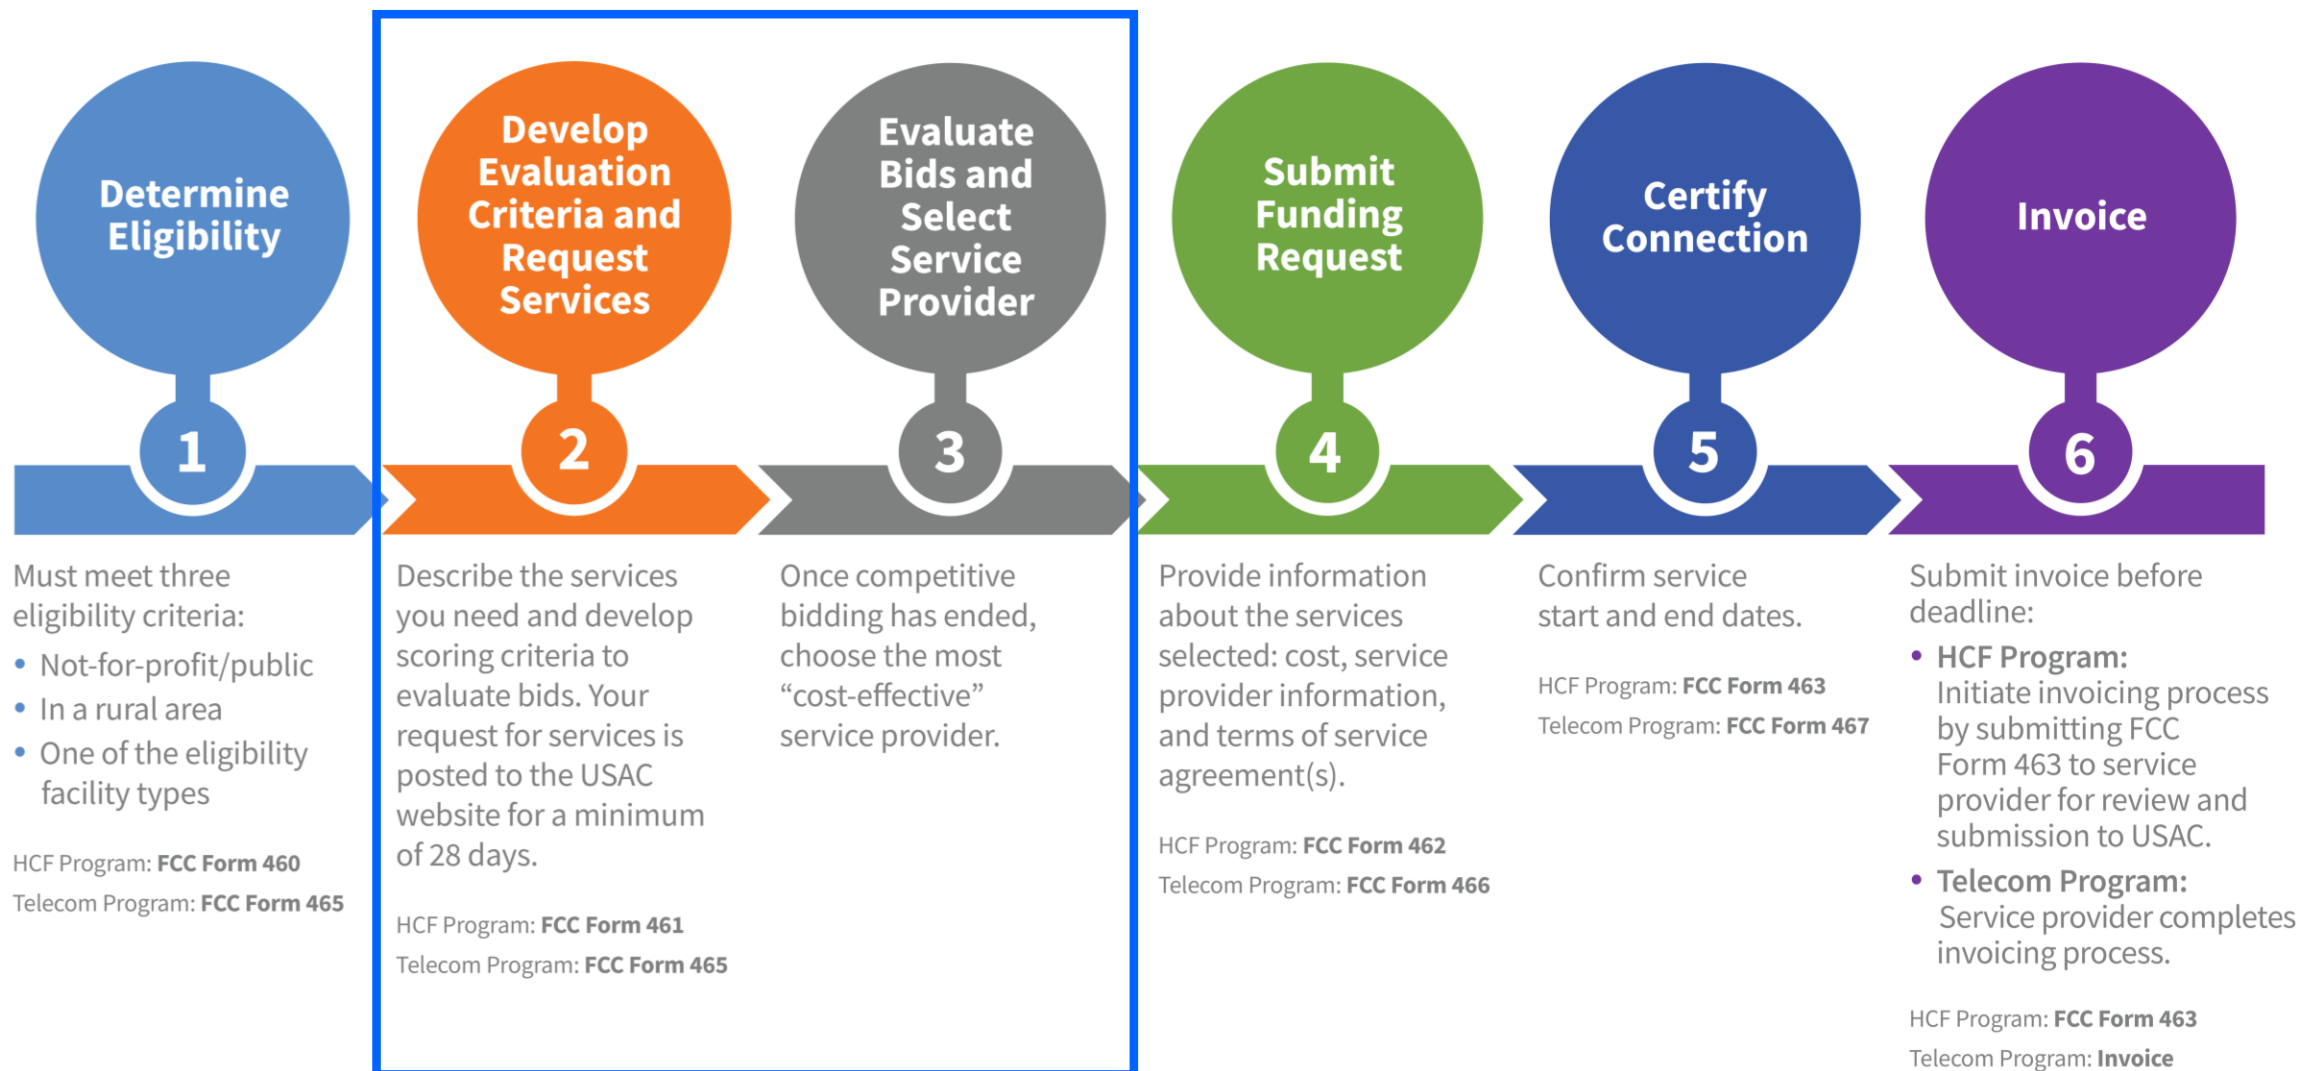 Determine
Eligibility
1
Must meet three
eligibility criteria:
• Not-for-profit/public
• In a rural area
• One of the eligibility
facility types
HCF Program: FCC Form 460
Telecom Program: FCC Form 465
Develop
Evaluation
Criteria and
Request
Services
2
Describe the services
you need and develop
scoring criteria to
evaluate bids. Your
request for services is
posted to the USAC
website for a minimum
of 28 days.
HCF Program: FCC Form 461
Telecom Program: FCC Form 465
Evaluate
Bids and
Select
Service
Provider
3
Once competitive
bidding has ended,
choose the most
“cost-effective”
service provider.
Submit
Funding
Request
4
Provide information
about the services
selected: cost, service
provider information,
and terms of service
agreement(s).
HCF Program: FCC Form 462
Telecom Program: FCC Form 466
Certify
Connection
5
Confirm service
start and end dates.
HCF Program: FCC Form 463
Telecom Program: FCC Form 467
Invoice
6
Submit invoice before
deadline:
• HCF Program:
Initiate invoicing process
by submitting FCC
Form 463 to service
provider for review and
submission to USAC.
• Telecom Program:
Service provider completes
invoicing process.
HCF Program: FCC Form 463
Telecom Program: Invoice